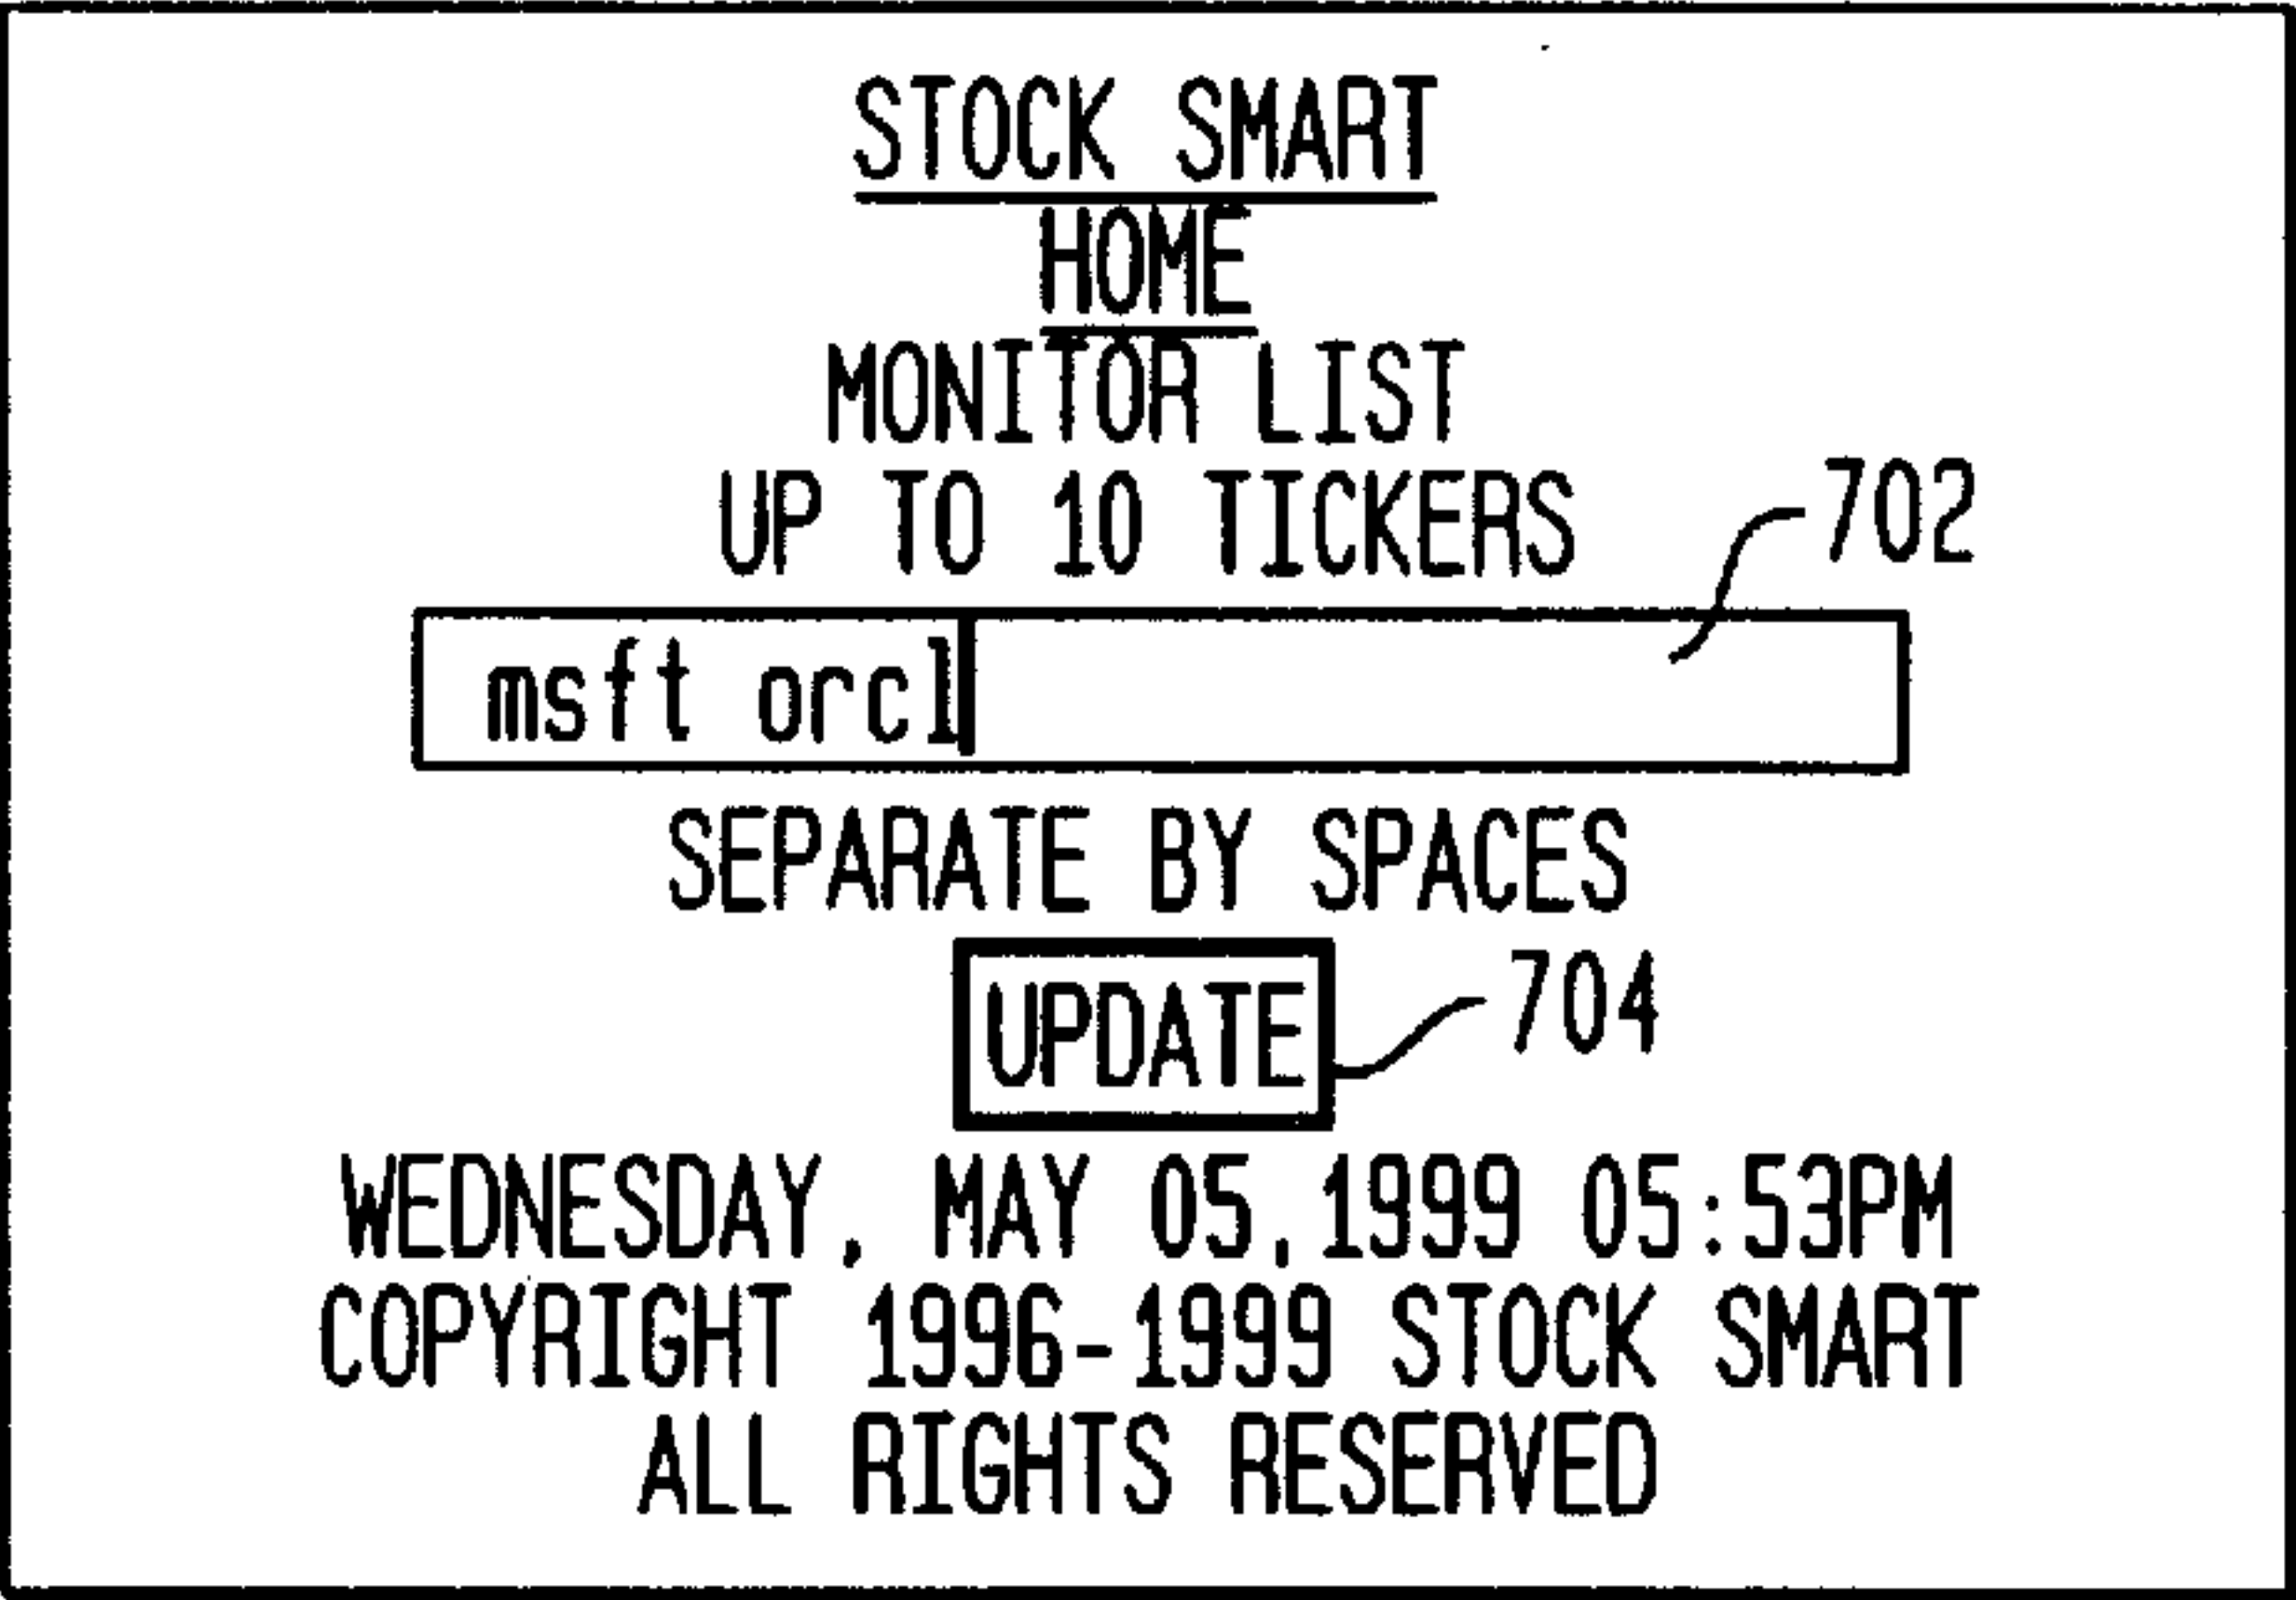 STOCK SMART
HOME
MONITOR LIST
UP TO 10 TICKERS
702
msft orcl
SEPARATE BY SPACES
UPDATE
704
WEDNESDAY, MAY 05,1999 05:53PM
COPYRIGHT 1996-1999 STOCK SMART
ALL RIGHTS RESERVED